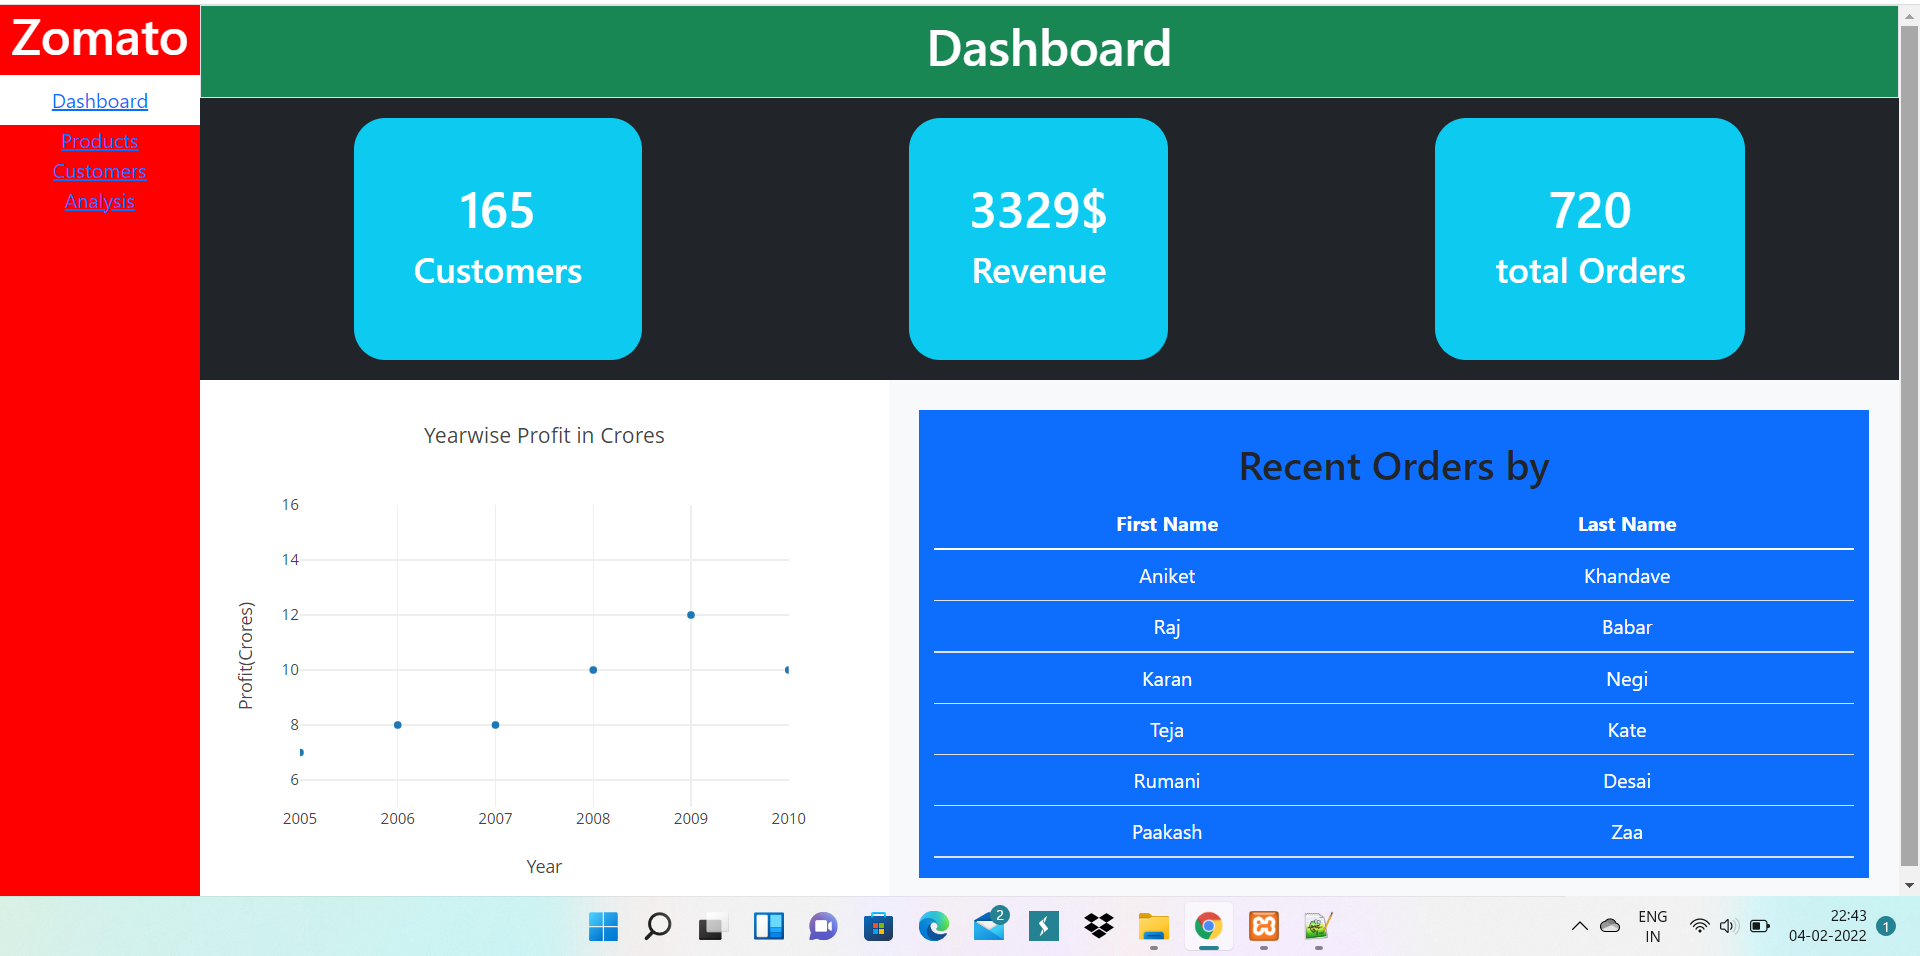 Zomato
Dashboard
Products
Customers
Analysis
Dashboard
165
Customers
3329$
Revenue
720
total Orders
Yearwise Profit in Crores
16
14
12
10
8
6
Profit(Crores)
2005 2006 2007 2008 2009 2010
Year
Recent Orders by
First Name Last Name
Aniket Khandave
Raj Babar
Karan Negi
Teja Kate
Rumani Desai
Paakash Zaa
2
ENG
IN
22:43
04-02-2022
1